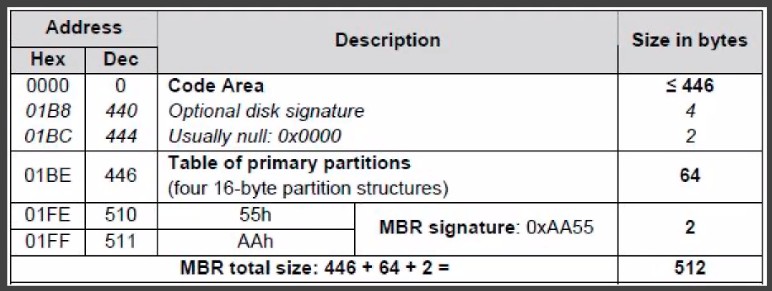 Address Description Size in bytes
Hex Dec
0000 0 Code Area ≤ 446
01B8 440 Optional disk signature 4
01BC 444 Usually null: 0x0000 2
01BE 446 Table of primary partitions 64
(four 16-byte partition structures)
01FE 510 55h MBR signature: 0xAA55 2
01FF 511 AAh
MBR total size: 446 + 64 + 2 = 512